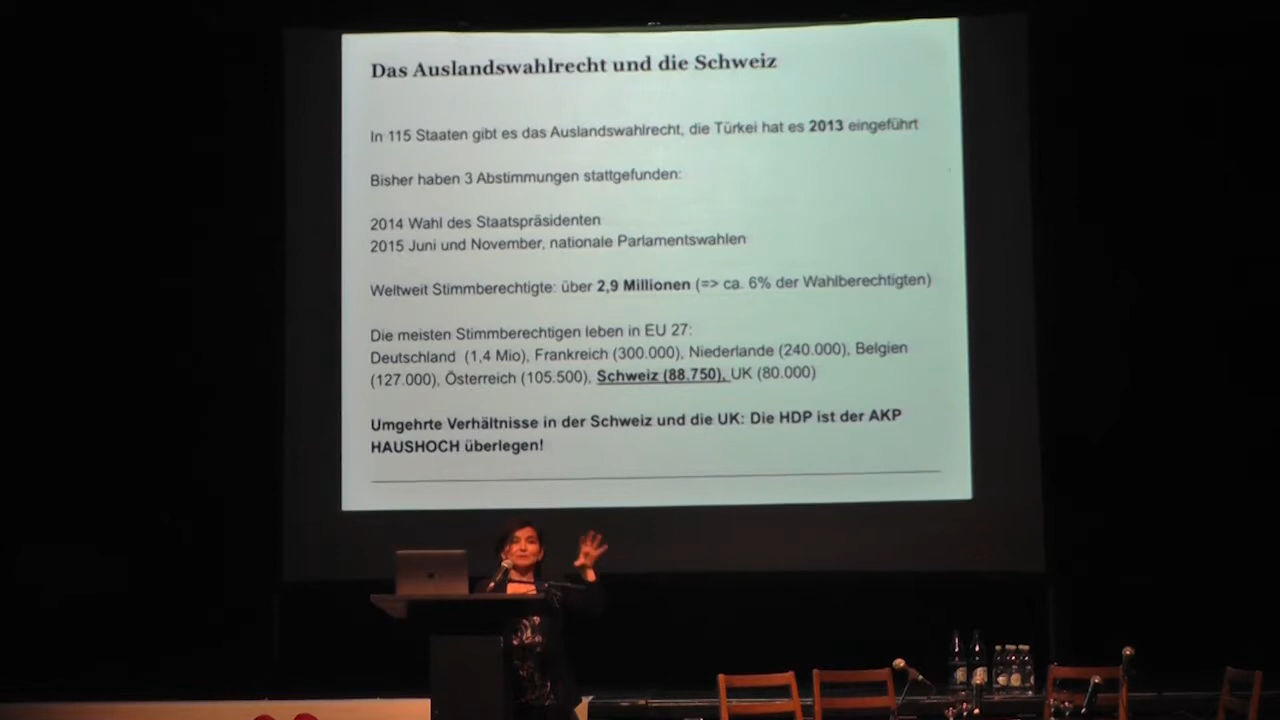 Das Auslandswahlrecht und die Schweiz
In 115 Staaten gibt es das Auslandswahlrecht, die Türkei hat es 2013 eingeführt
Bisher haben 3 Abstimmungen stattgefunden:
2014 Wahl des Staatspräsidenten
2015 Juni und November, nationale Parlamentswahlen
Weltweit Stimmberechtigte: über 2,9 Millionen (=> ca. 6% der Wahlberechtigten)
Die meisten Stimmberechtigen leben in EU 27:
Deutschland (1,4 Mio), Frankreich (300.000), Niederlande (240.000), Belgien
(127.000), Österreich (105.500), Schweiz (88.750), UK (80.000)
Umgehrte Verhältnisse in der Schweiz und die UK: Die HDP ist der AKP
HAUSHOCH überlegen!